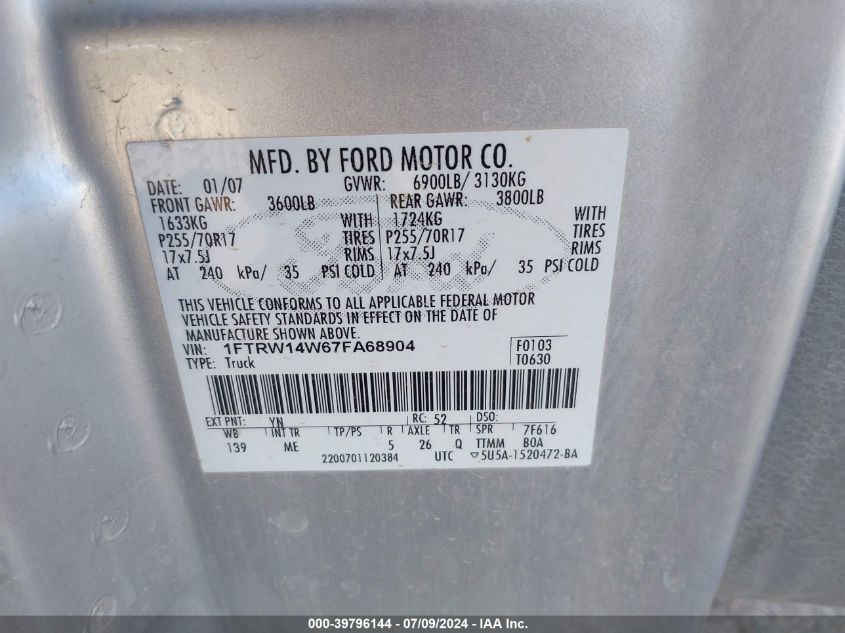 MFD. BY FORD MOTOR CO.
DATE: 01/07 GVWR: 6900LB/ 3130KG
FRONT GAWR: 3600LB REAR GAWR: 3800LB
1633KG WITH 1724KG WITH
P255/70R17 TIRES P255/70R17 TIRES
17x7.5J RIMS 17x7.5J RIMS
AT 240 kPa/ 35 PSI COLD AT 240 kPa/ 35 PSI COLD
THIS VEHICLE CONFORMS TO ALL APPLICABLE FEDERAL MOTOR
VEHICLE SAFETY STANDARDS IN EFFECT ON THE DATE OF
MANUFACTURE SHOWN ABOVE.
VIN: 1FTRW14W67FA68904 F0103
TYPE: Truck T0630
EXT PNT: YN RC: 52 DSO:
WB INT TR TP/PS R AXLE TR SPR 7F616
139 ME 5 26 Q TTMM BOA
2200701120384 UTC ▽5U5A-1520472-BA
Ford
000-39796144 / 07/09/2024 - IAA Inc.